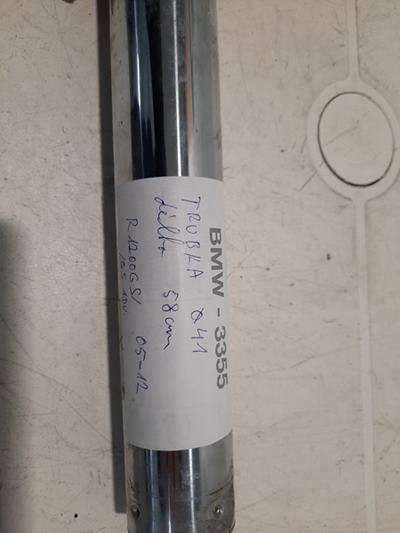 BMW - 3355
TRUBKA ø41
délka 58cm
R1200GS/ 05-12